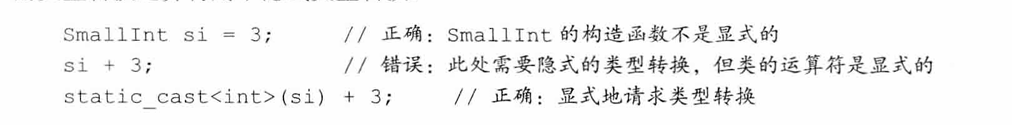 SmallInt si = 3; // 正确：SmallInt 的构造函数不是显式的
si + 3; // 错误：此处需要隐式的类型转换，但类的运算符是显式的
static_cast<int>(si) + 3; // 正确：显式地请求类型转换